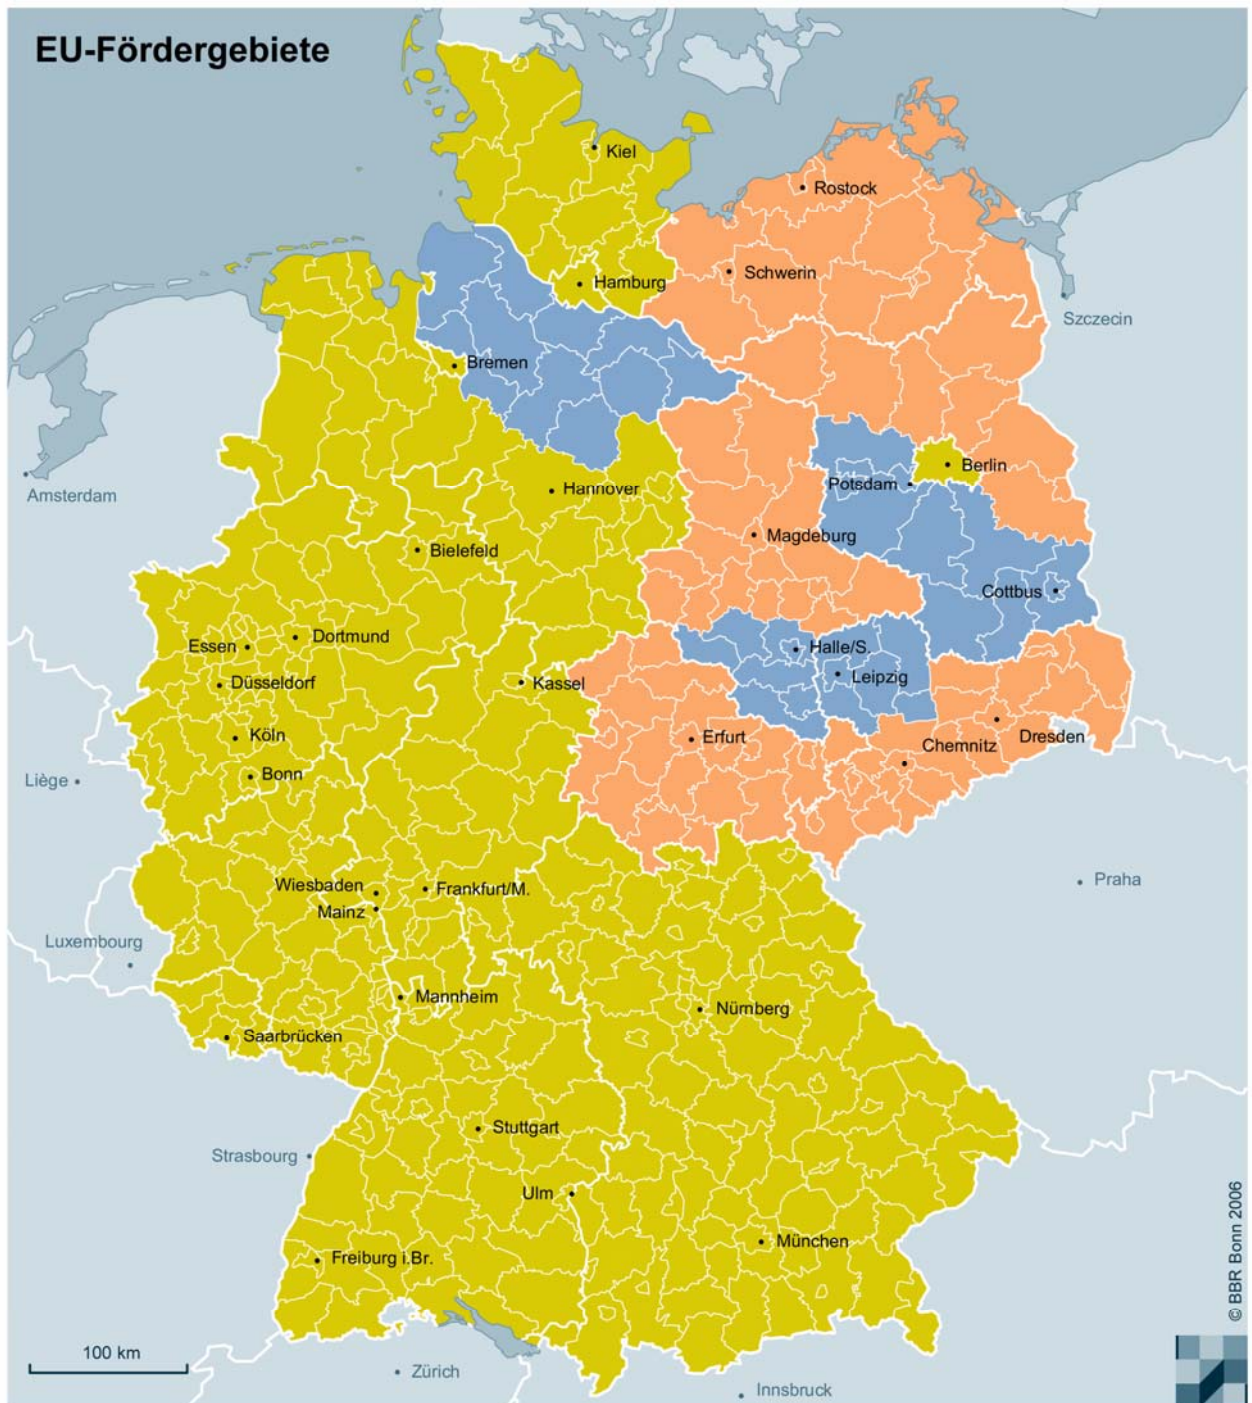 EU-Fördergebiete
Kiel
Rostock
Hamburg
Schwerin
Szczecin
Bremen
Berlin
Potsdam
Amsterdam
Hannover
Magdeburg
Bielefeld
Cottbus
Dortmund
Essen
Halle/S.
Düsseldorf
Kassel
Leipzig
Köln
Erfurt
Chemnitz
Dresden
Bonn
Liège
Wiesbaden
Frankfurt/M.
Mainz
Praha
Luxembourg
Mannheim
Nürnberg
Saarbrücken
Stuttgart
Strasbourg
Ulm
München
Freiburg i.Br.
100 km
Zürich
Innsbruck
© BBR Bonn 2006